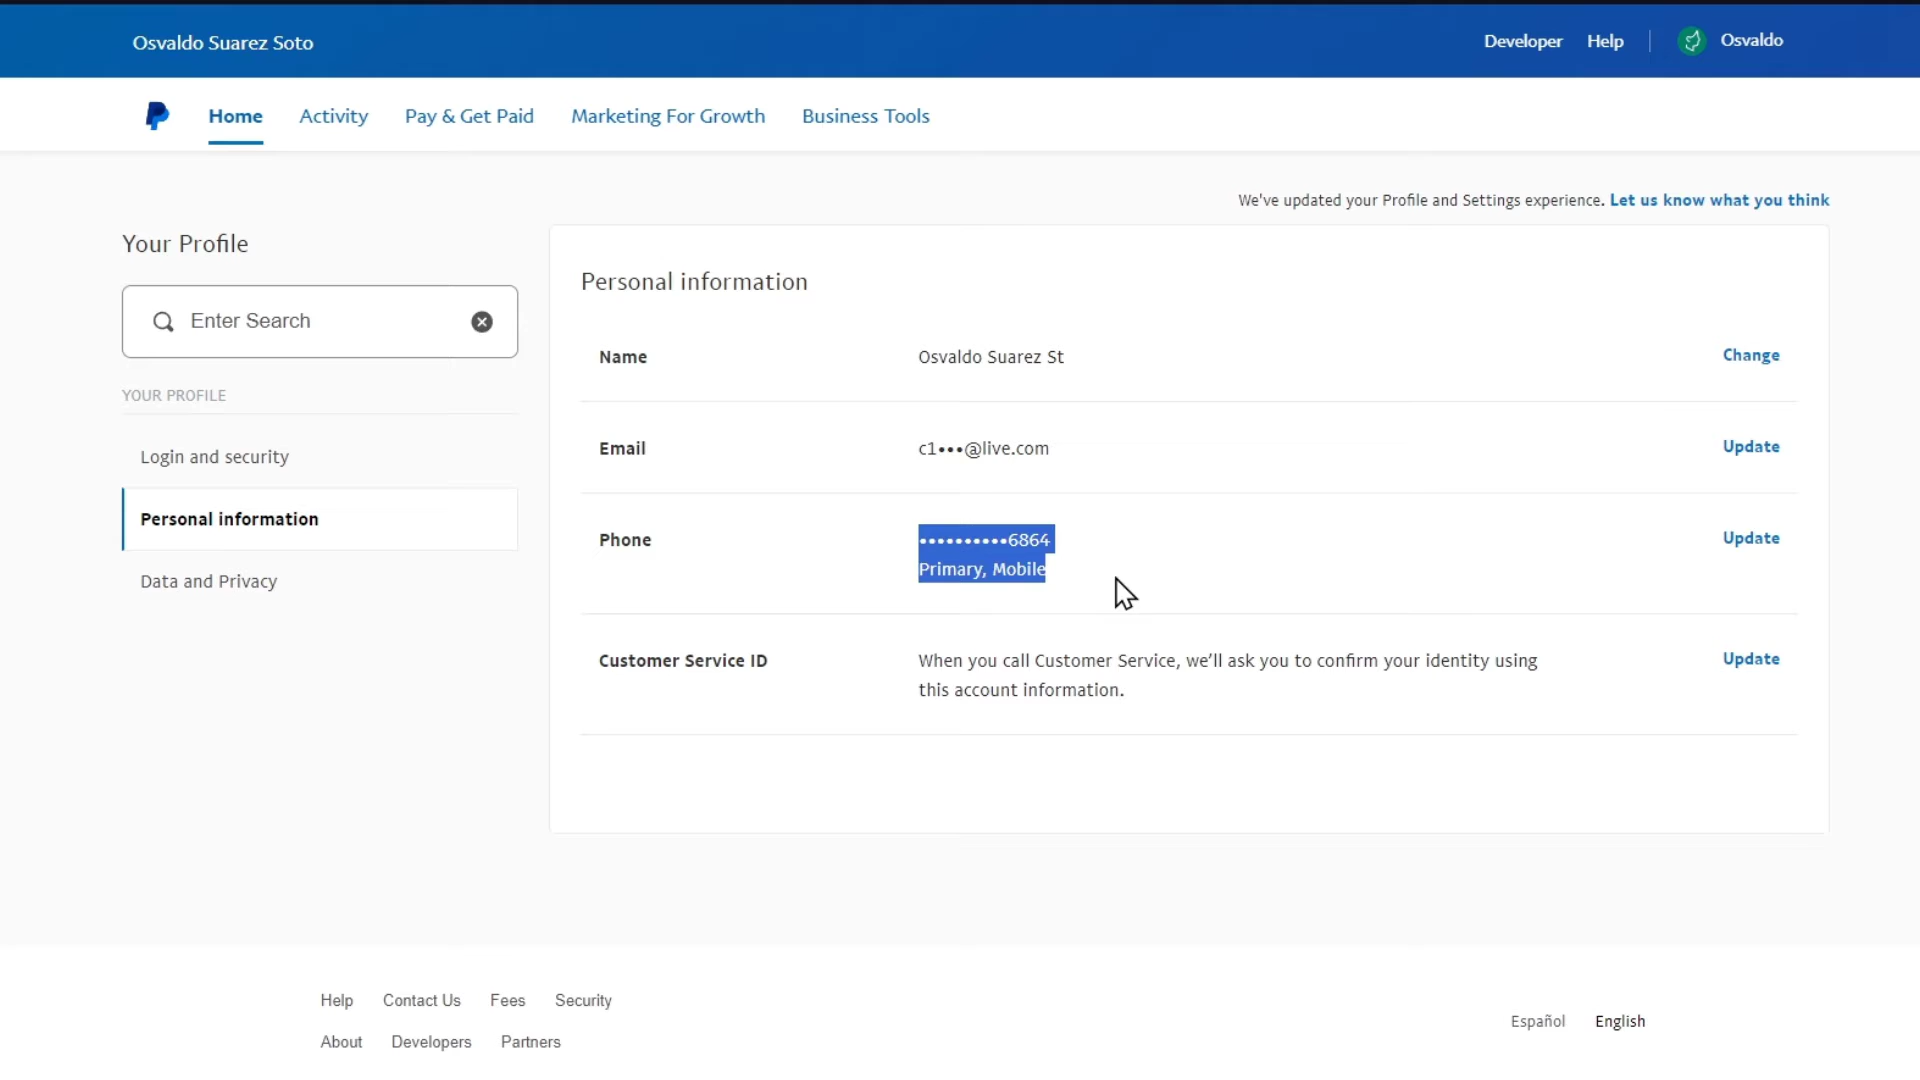 Osvaldo Suarez Soto
Developer Help Osvaldo
Home Activity Pay & Get Paid Marketing For Growth Business Tools
We've updated your Profile and Settings experience. Let us know what you think
Your Profile
Enter Search
YOUR PROFILE
Login and security
Personal information
Data and Privacy
Personal information
Name Osvaldo Suarez St Change
Email c1•••@live.com Update
Phone ••••••••••6864 Update
Primary, Mobile
Customer Service ID When you call Customer Service, we’ll ask you to confirm your identity using Update
this account information.
Help Contact Us Fees Security
About Developers Partners
Español English